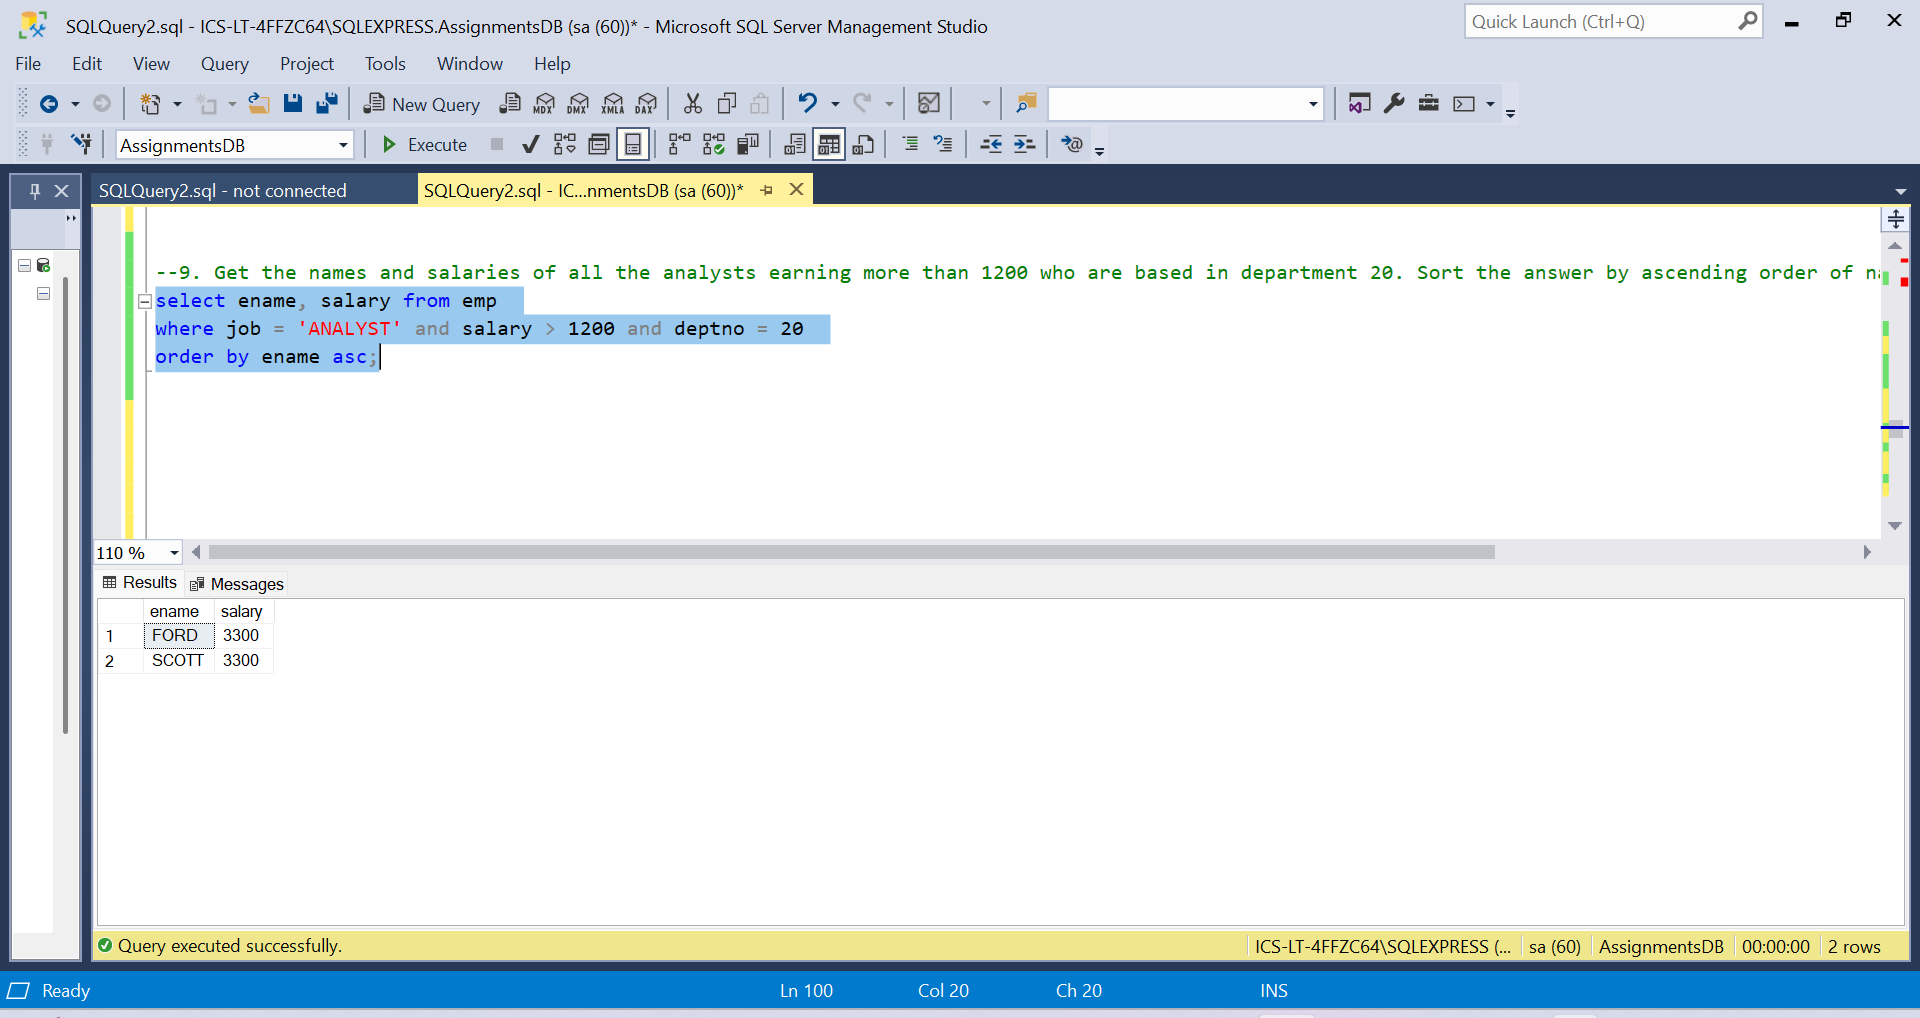 SQLQuery2.sql - ICS-LT-4FFZC64\SQLEXPRESS.AssignmentsDB (sa (60))* - Microsoft SQL Server Management Studio
Quick Launch (Ctrl+Q)
File Edit View Query Project Tools Window Help
New Query MDX DMX XMLA DAX
AssignmentsDB Execute
SQLQuery2.sql - not connected SQLQuery2.sql - IC...nmentsDB (sa (60))*
--9. Get the names and salaries of all the analysts earning more than 1200 who are based in department 20. Sort the answer by ascending order of
select ename, salary from emp
where job = 'ANALYST' and salary > 1200 and deptno = 20
order by ename asc;
110 %
Results Messages
ename salary
1 FORD 3300
2 SCOTT 3300
Query executed successfully. ICS-LT-4FFZC64\SQLEXPRESS (... sa (60) AssignmentsDB 00:00:00 2 rows
Ready Ln 100 Col 20 Ch 20 INS